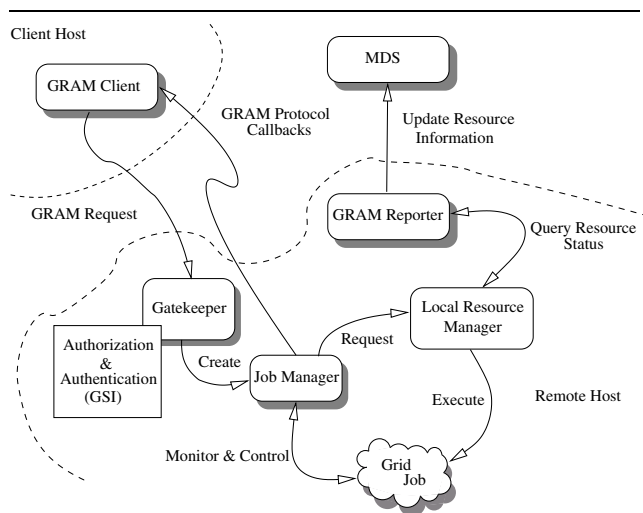 Client Host
GRAM Client
MDS
GRAM Protocol
Callbacks
Update Resource
Information
GRAM Request
GRAM Reporter
Query Resource
Status
Gatekeeper
Local Resource
Manager
Authorization
&
Authentication
(GSI)
Create
Request
Job Manager
Execute
Remote Host
Monitor & Control
Grid
Job